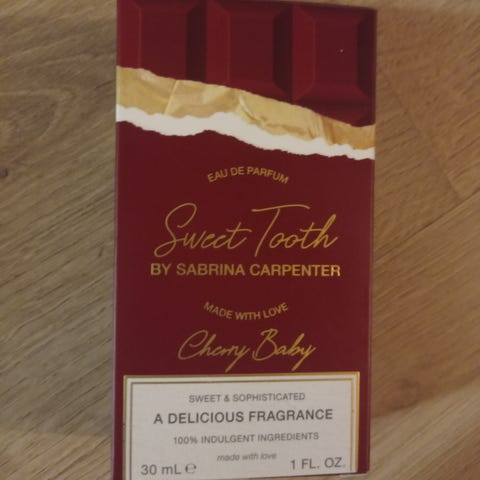 EAU DE PARFUM
Sweet Tooth
BY SABRINA CARPENTER
MADE WITH LOVE
Cherry Baby
SWEET & SOPHISTICATED
A DELICIOUS FRAGRANCE
100% INDULGENT INGREDIENTS
made with love
30 mL ℮ 1 FL. OZ.